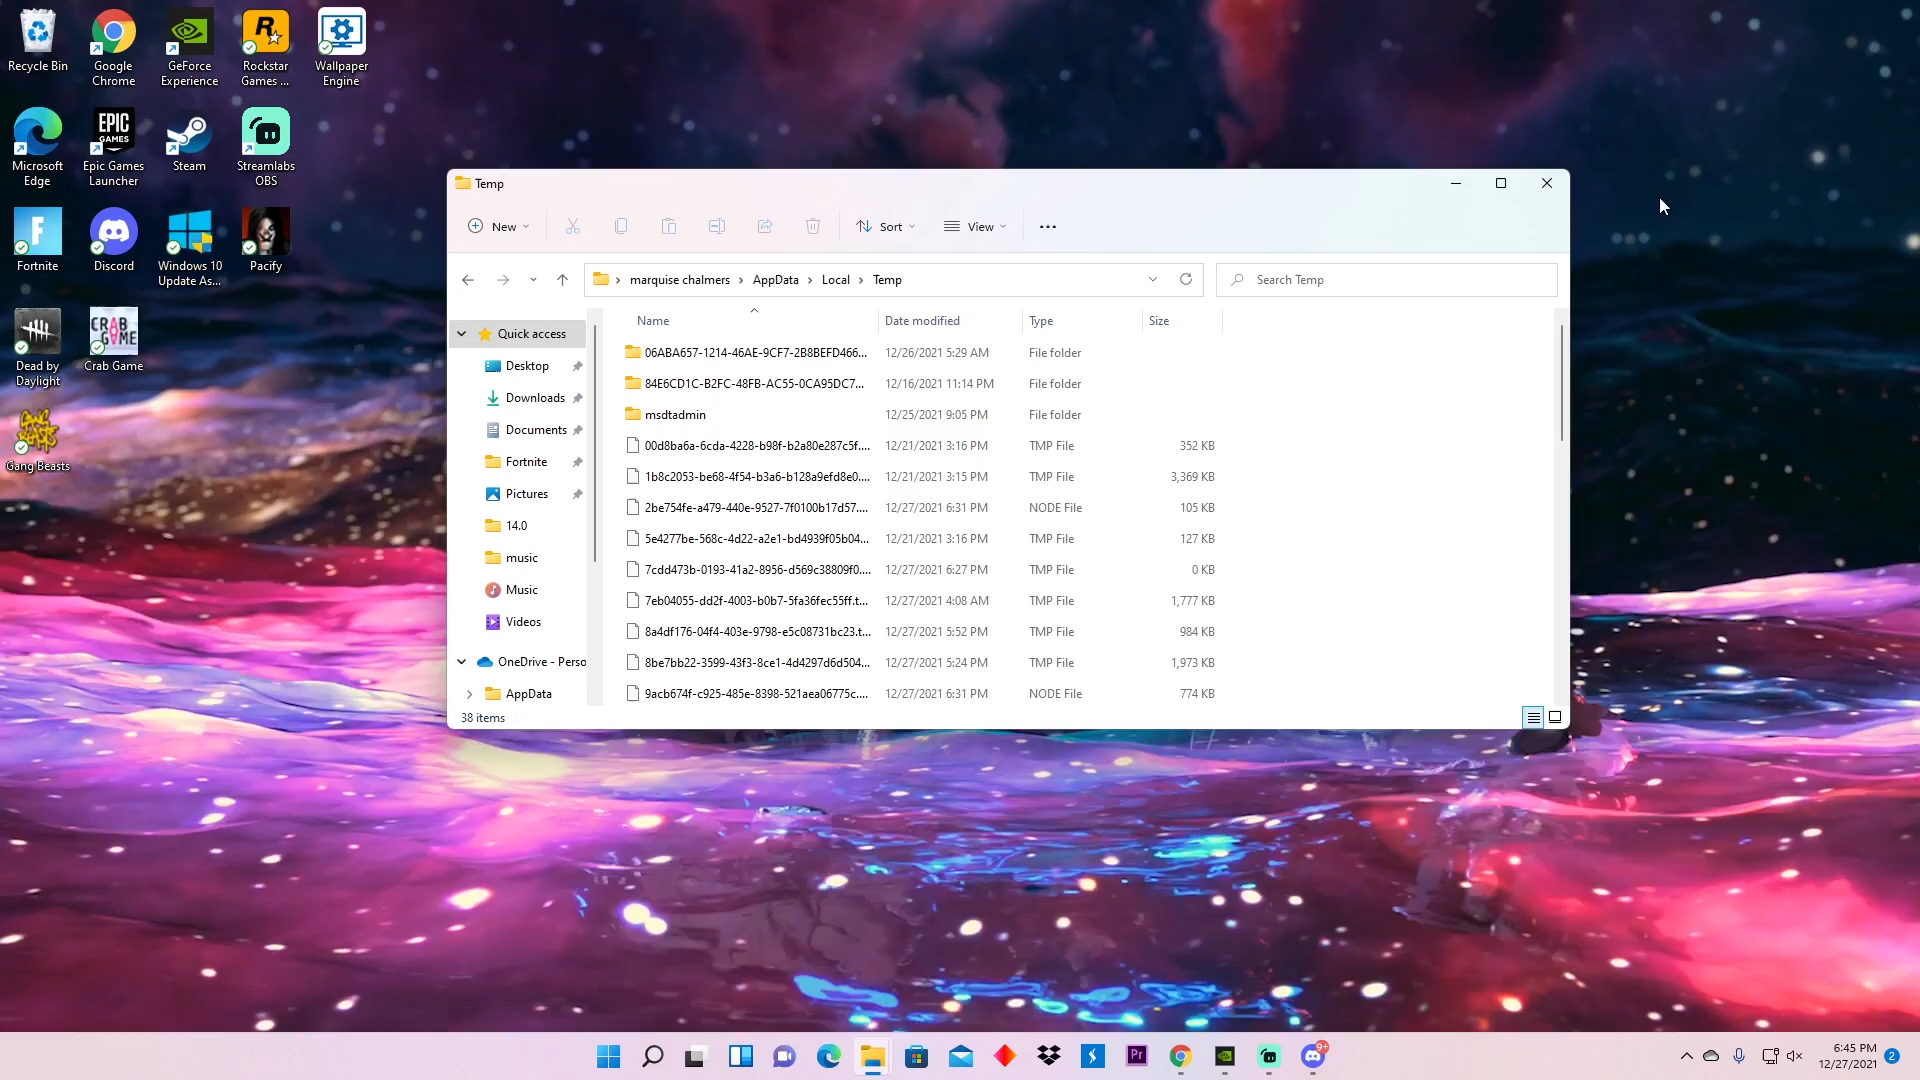 Recycle Bin
Google
Chrome
GeForce
Experience
Rockstar
Games ...
Wallpaper
Engine
Microsoft
Edge
EPIC
GAMES
Epic Games
Launcher
Steam
Streamlabs
OBS
Fortnite
Discord
Windows 10
Update As...
Pacify
Dead by
Daylight
CRAB
GAME
Crab Game
GANG
BEASTS
Gang Beasts
Temp
New
Sort
View
marquise chalmers
AppData
Local
Temp
Search Temp
Quick access
Desktop
Downloads
Documents
Fortnite
Pictures
14.0
music
Music
Videos
OneDrive - Perso
AppData
Name Date modified Type Size
06ABA657-1214-46AE-9CF7-2B8BEFD466... 12/26/2021 5:29 AM File folder
84E6CD1C-B2FC-48FB-AC55-0CA95DC7... 12/16/2021 11:14 PM File folder
msdtadmin 12/25/2021 9:05 PM File folder
00d8ba6a-6cda-4228-b98f-b2a80e287c5f.... 12/21/2021 3:16 PM TMP File 352 KB
1b8c2053-be68-4f54-b3a6-b128a9efd8e0.... 12/21/2021 3:15 PM TMP File 3,369 KB
2be754fe-a479-440e-9527-7f0100b17d57.... 12/27/2021 6:31 PM NODE File 105 KB
5e4277be-568c-4d22-a2e1-bd4939f05b04... 12/21/2021 3:16 PM TMP File 127 KB
7cdd473b-0193-41a2-8956-d569c38809f0.... 12/27/2021 6:27 PM TMP File 0 KB
7eb04055-dd2f-4003-b0b7-5fa36fec55ff.t... 12/27/2021 4:08 AM TMP File 1,777 KB
8a4df176-04f4-403e-9798-e5c08731bc23.t... 12/27/2021 5:52 PM TMP File 984 KB
8be7bb22-3599-43f3-8ce1-4d4297d6d504... 12/27/2021 5:24 PM TMP File 1,973 KB
9acb674f-c925-485e-8398-521aea06775c.... 12/27/2021 6:31 PM NODE File 774 KB
38 items
Pr
9+
6:45 PM
12/27/2021
2